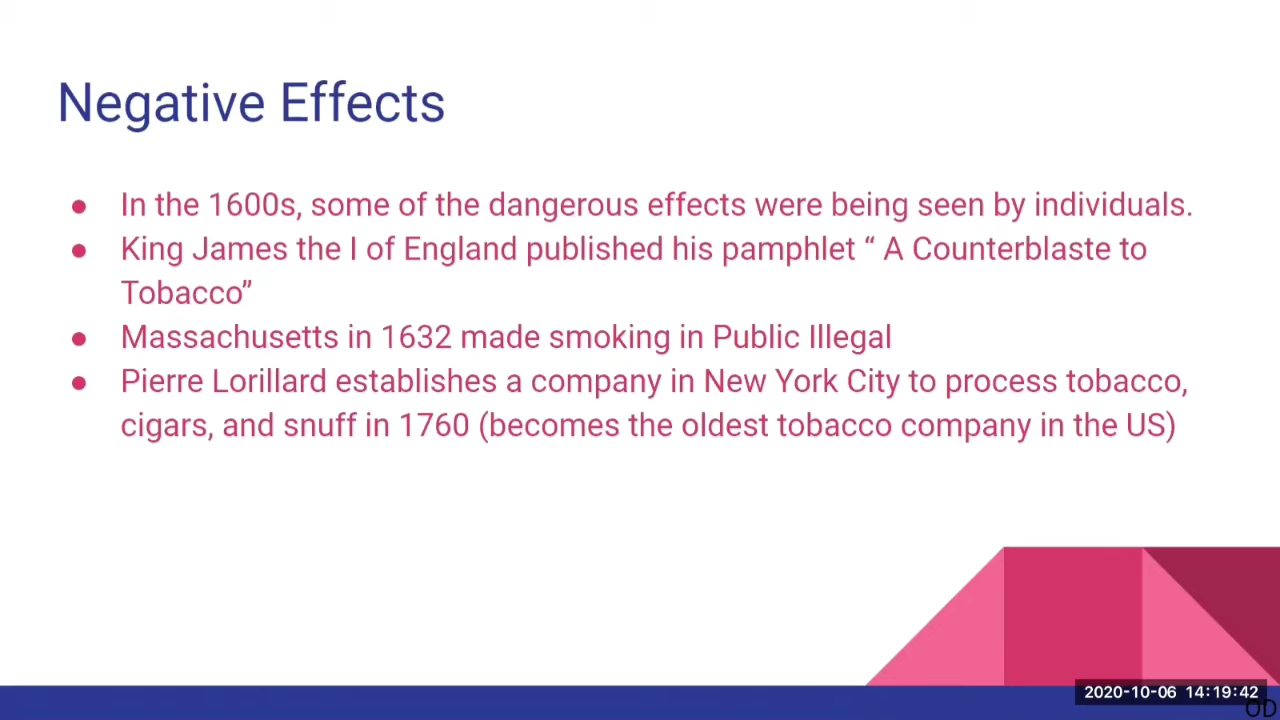 Negative Effects
● In the 1600s, some of the dangerous effects were being seen by individuals.
● King James the I of England published his pamphlet “ A Counterblaste to
Tobacco”
● Massachusetts in 1632 made smoking in Public Illegal
● Pierre Lorillard establishes a company in New York City to process tobacco,
cigars, and snuff in 1760 (becomes the oldest tobacco company in the US)
2020-10-06 14:19:42
OD